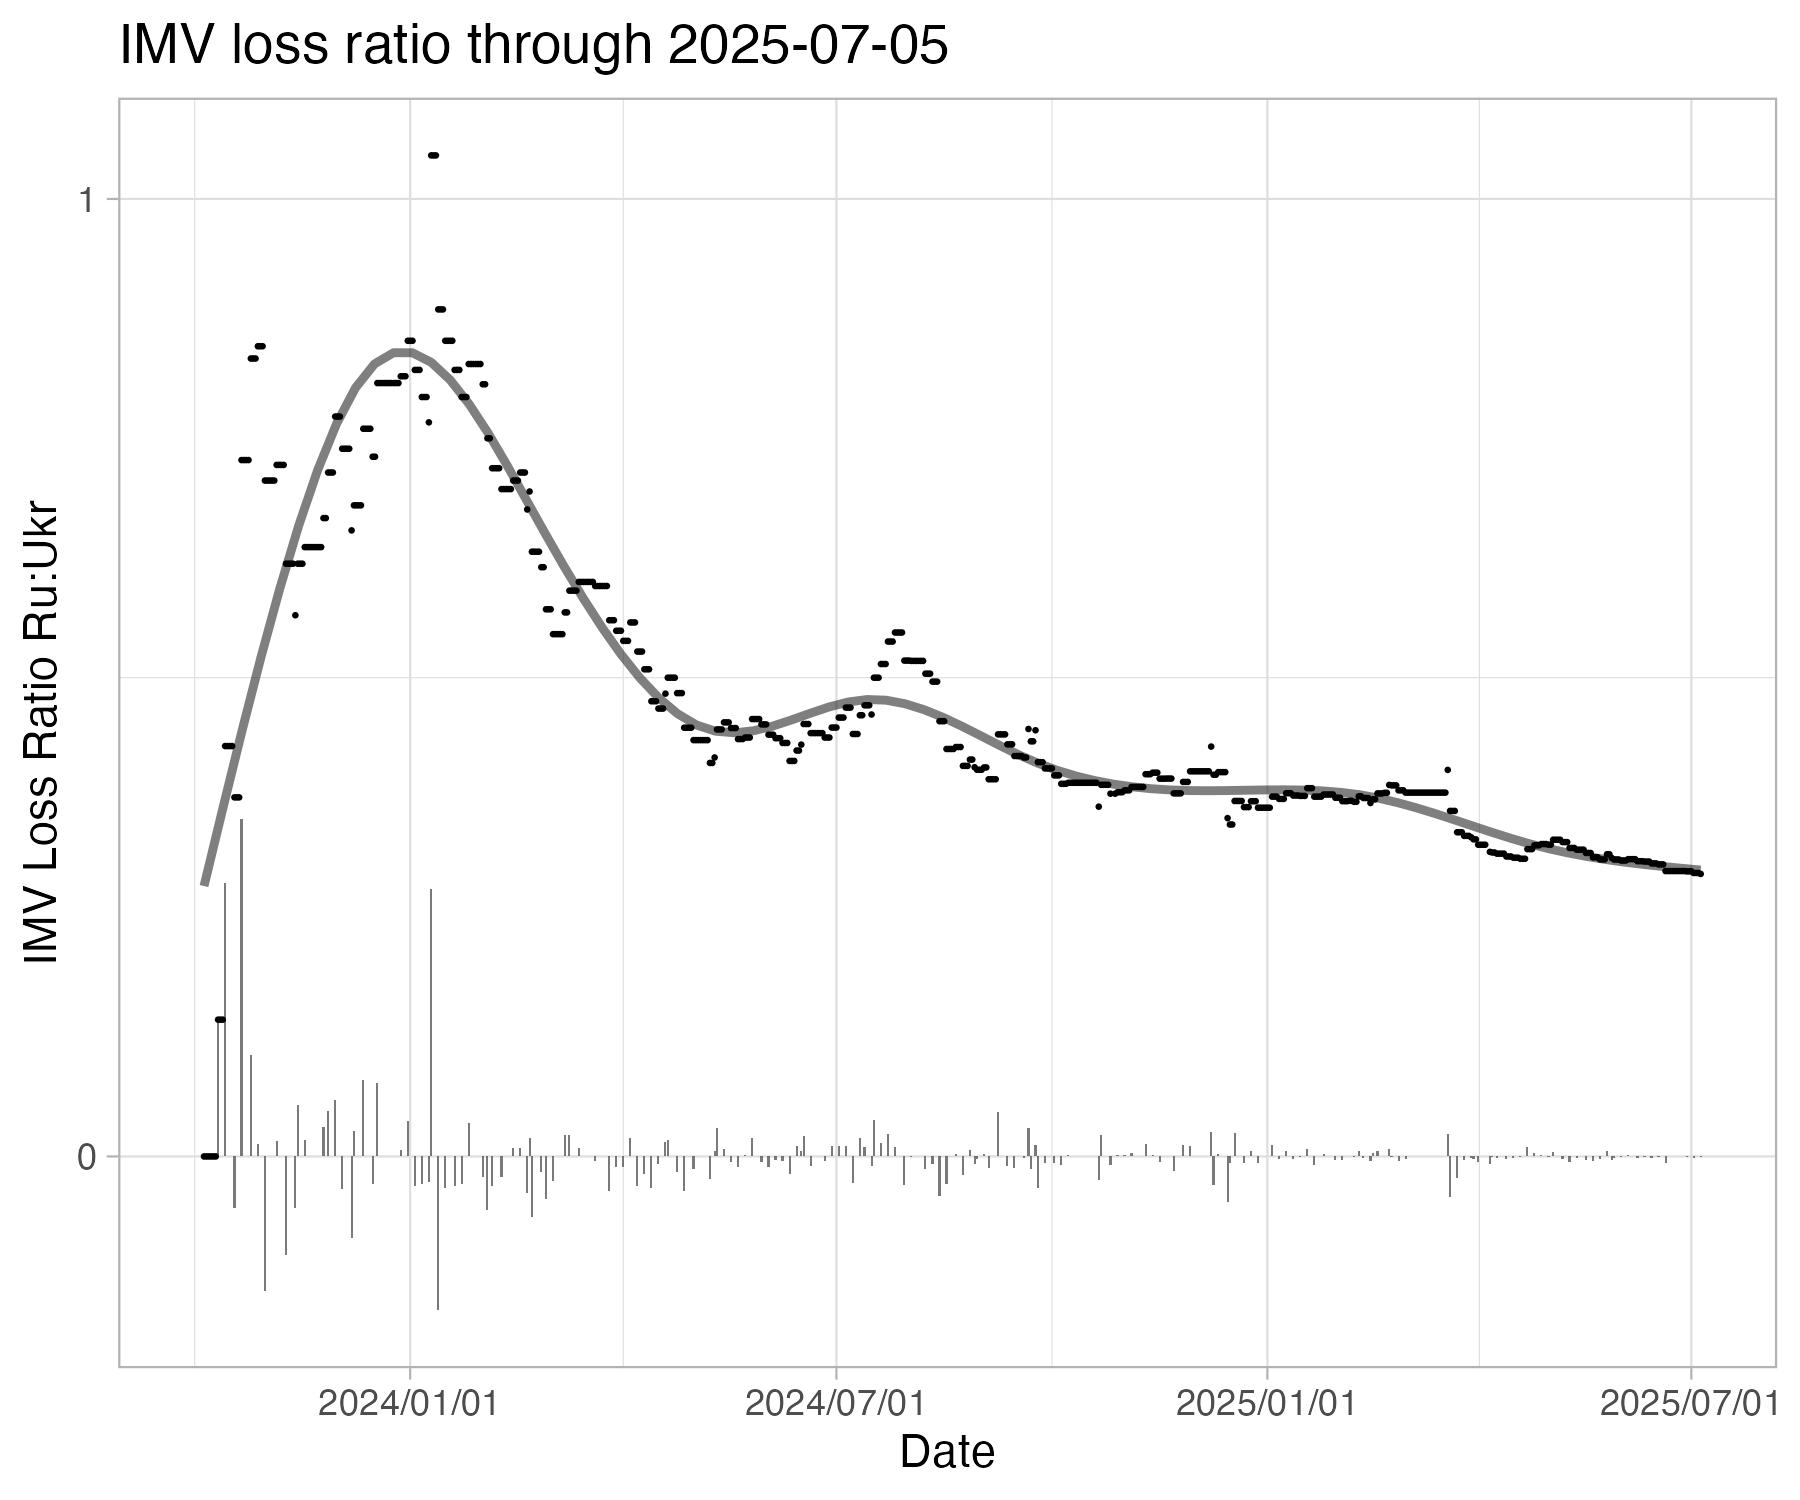 IMV loss ratio through 2025-07-05
IMV Loss Ratio Ru:Ukr
1
0
2024/01/01
2024/07/01
2025/01/01
2025/07/01
Date